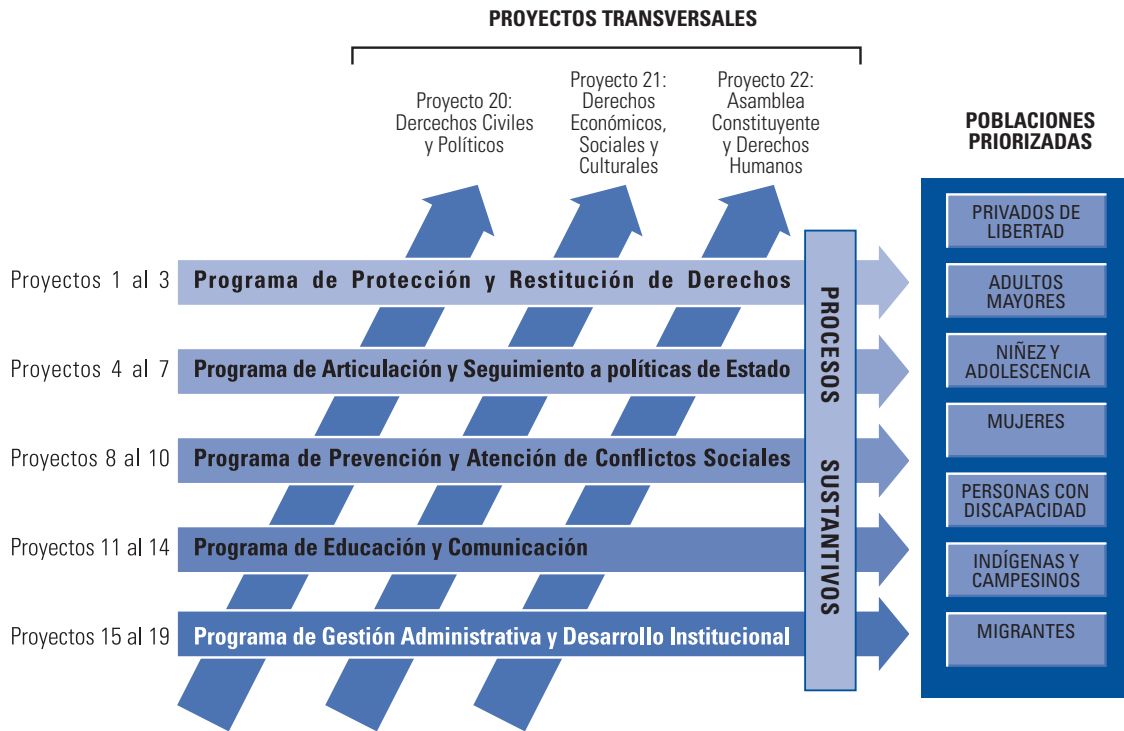 PROYECTOS TRANSVERSALES
Proyecto 20:
Dercechos Civiles
y Políticos
Proyecto 21:
Derechos
Económicos,
Sociales y
Culturales
Proyecto 22:
Asamblea
Constituyente
y Derechos
Humanos
POBLACIONES
PRIORIZADAS
Proyectos 1 al 3
Programa de Protección y Restitución de Derechos
Proyectos 4 al 7
Programa de Articulación y Seguimiento a políticas de Estado
Proyectos 8 al 10
Programa de Prevención y Atención de Conflictos Sociales
Proyectos 11 al 14
Programa de Educación y Comunicación
Proyectos 15 al 19
Programa de Gestión Administrativa y Desarrollo Institucional
PROCESOS SUSTANTIVOS
PRIVADOS DE
LIBERTAD
ADULTOS
MAYORES
NIÑEZ Y
ADOLESCENCIA
MUJERES
PERSONAS CON
DISCAPACIDAD
INDÍGENAS Y
CAMPESINOS
MIGRANTES